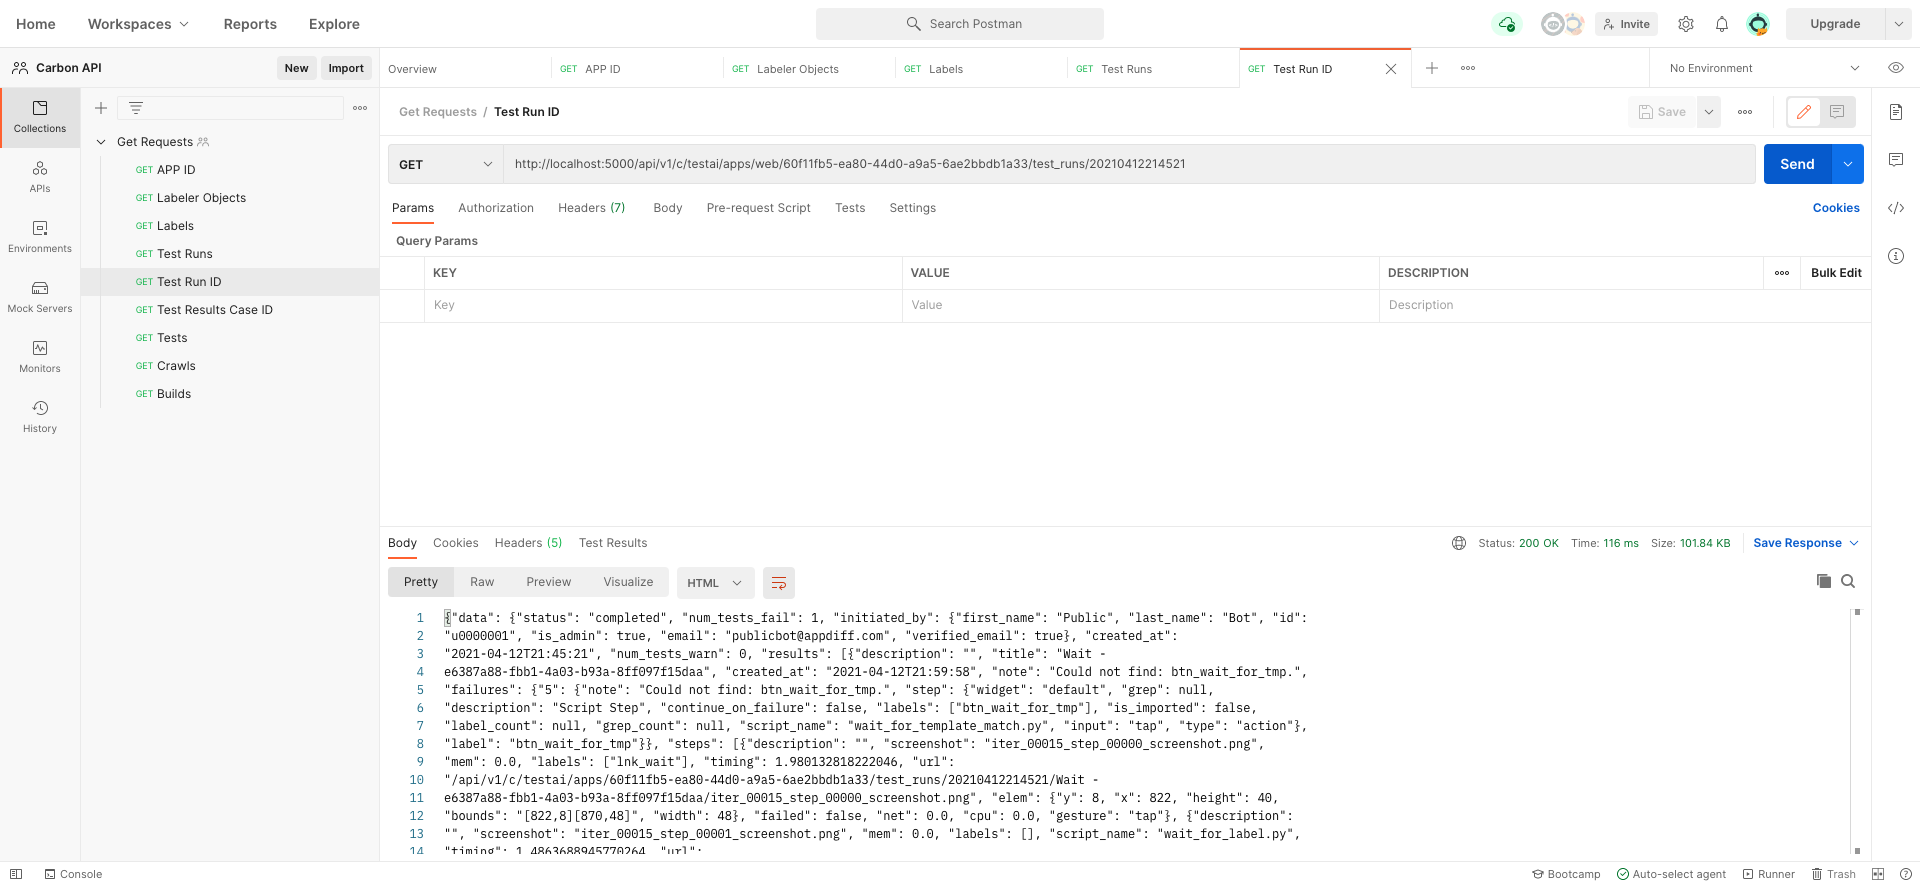 Home Workspaces Reports Explore Search Postman Invite Upgrade
Carbon API New Import
Overview GET APP ID GET Labeler Objects GET Labels GET Test Runs GET Test Run ID No Environment
Collections
APIs
Environments
Mock Servers
Monitors
History
Get Requests
GET APP ID
GET Labeler Objects
GET Labels
GET Test Runs
GET Test Run ID
GET Test Results Case ID
GET Tests
GET Crawls
GET Builds
Get Requests / Test Run ID Save
GET http://localhost:5000/api/v1/c/testai/apps/web/60f11fb5-ea80-44d0-a9a5-6ae2bbdb1a33/test_runs/20210412214521 Send
Params Authorization Headers (7) Body Pre-request Script Tests Settings Cookies
Query Params
KEY VALUE DESCRIPTION Bulk Edit
Key Value Description
Body Cookies Headers (5) Test Results Status: 200 OK Time: 116 ms Size: 101.84 KB Save Response
Pretty Raw Preview Visualize HTML
1 {"data": {"status": "completed", "num_tests_fail": 1, "initiated_by": {"first_name": "Public", "last_name": "Bot", "id":
2 "u0000001", "is_admin": true, "email": "publicbot@appdiff.com", "verified_email": true}, "created_at":
3 "2021-04-12T21:45:21", "num_tests_warn": 0, "results": [{"description": "", "title": "Wait -
4 e6387a88-fbb1-4a03-b93a-8ff097f15daa", "created_at": "2021-04-12T21:59:58", "note": "Could not find: btn_wait_for_tmp.",
5 "failures": {"5": {"note": "Could not find: btn_wait_for_tmp.", "step": {"widget": "default", "grep": null,
6 "description": "Script Step", "continue_on_failure": false, "labels": ["btn_wait_for_tmp"], "is_imported": false,
7 "label_count": null, "grep_count": null, "script_name": "wait_for_template_match.py", "input": "tap", "type": "action"},
8 "label": "btn_wait_for_tmp"}}, "steps": [{"description": "", "screenshot": "iter_00015_step_00000_screenshot.png",
9 "mem": 0.0, "labels": ["lnk_wait"], "timing": 1.980132818222046, "url":
10 "/api/v1/c/testai/apps/60f11fb5-ea80-44d0-a9a5-6ae2bbdb1a33/test_runs/20210412214521/Wait -
11 e6387a88-fbb1-4a03-b93a-8ff097f15daa/iter_00015_step_00000_screenshot.png", "elem": {"y": 8, "x": 822, "height": 40,
12 "bounds": "[822,8][870,48]", "width": 48}, "failed": false, "net": 0.0, "cpu": 0.0, "gesture": "tap"}, {"description":
13 "", "screenshot": "iter_00015_step_00001_screenshot.png", "mem": 0.0, "labels": [], "script_name": "wait_for_label.py",
14 "timing": 1.4863688945770264, "url":
Console Bootcamp Auto-select agent Runner Trash